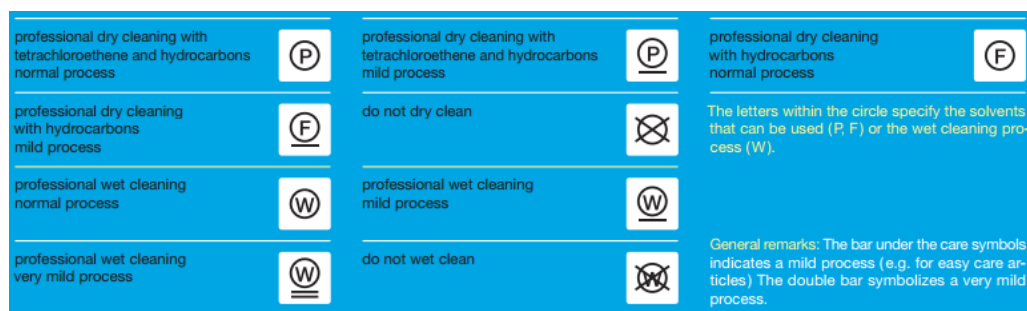 professional dry cleaning with
tetrachloroethene and hydrocarbons
normal process
P
professional dry cleaning with
tetrachloroethene and hydrocarbons
mild process
P
professional dry cleaning
with hydrocarbons
normal process
F
professional dry cleaning
with hydrocarbons
mild process
F
do not dry clean
The letters within the circle specify the solvents
that can be used (P, F) or the wet cleaning pro-
cess (W).
professional wet cleaning
normal process
W
professional wet cleaning
mild process
W
professional wet cleaning
very mild process
W
do not wet clean
W
General remarks: The bar under the care symbols
indicates a mild process (e.g. for easy care ar-
ticles) The double bar symbolizes a very mild
process.